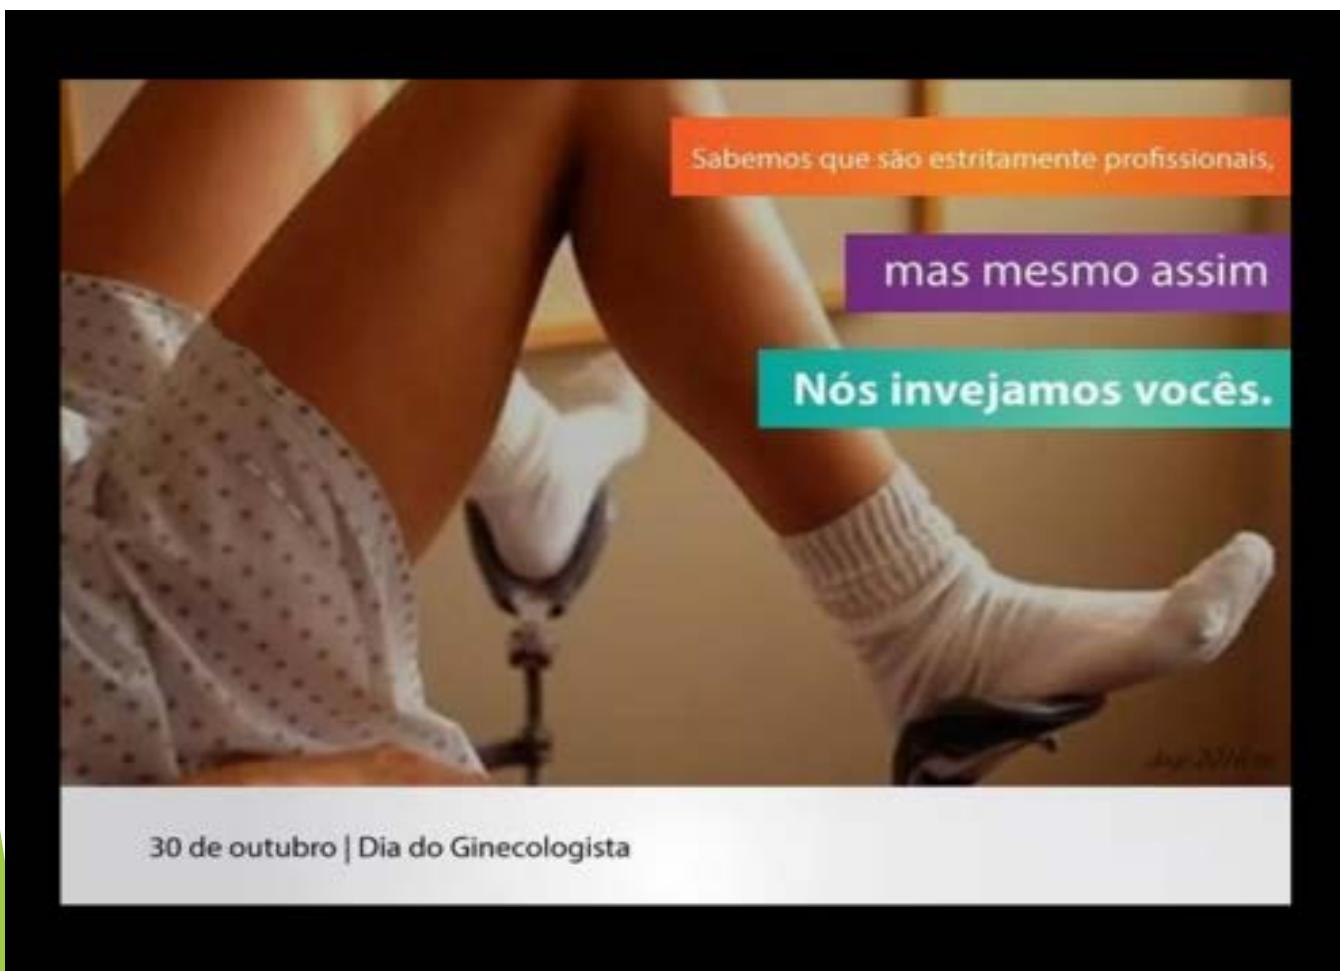 Sabemos que são estritamente profissionais,
mas mesmo assim
Nós invejamos vocês.
30 de outubro | Dia do Ginecologista